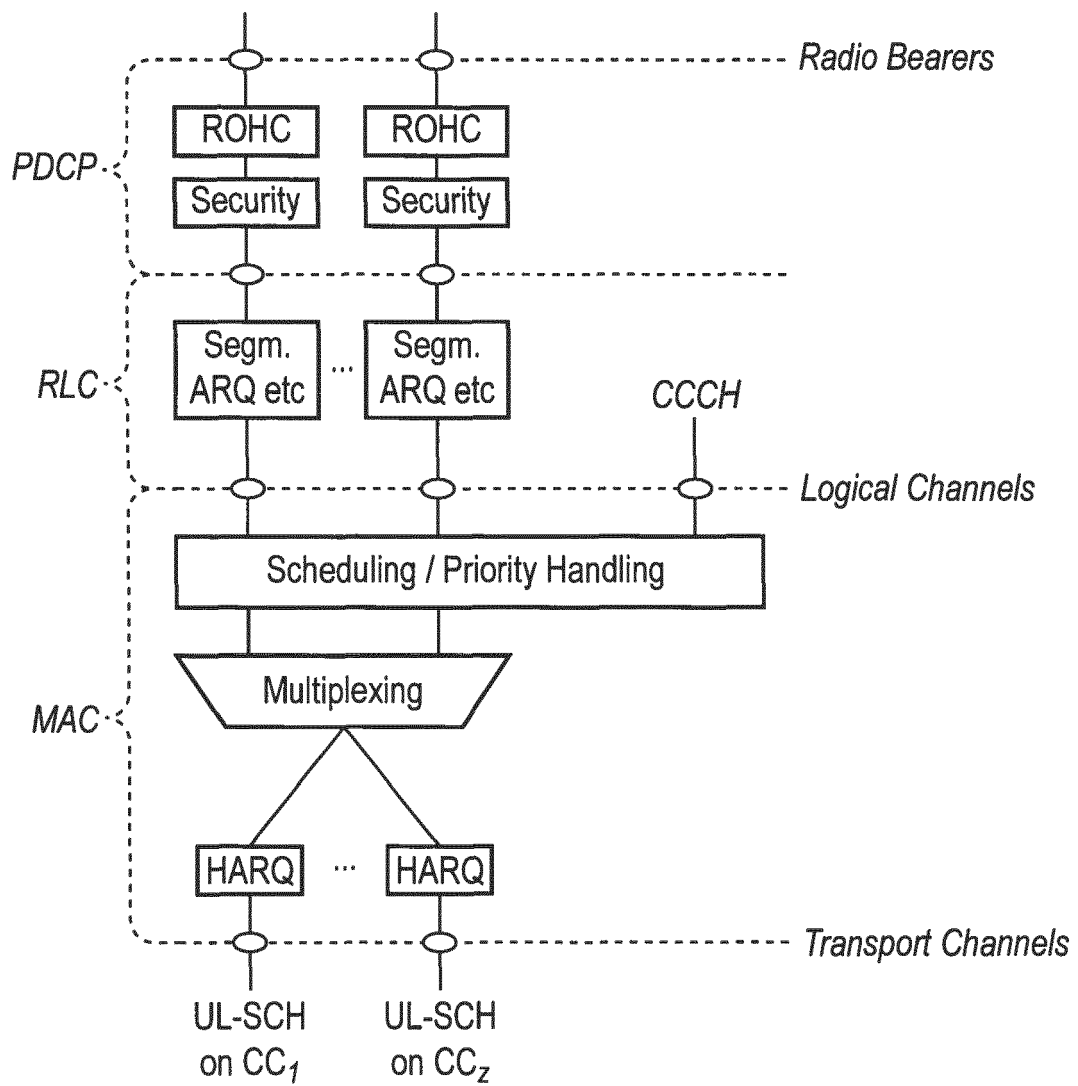 Radio Bearers
ROHC
ROHC
PDCP
Security
Security
Segm.
ARQ etc
...
Segm.
ARQ etc
RLC
CCCH
Logical Channels
Scheduling / Priority Handling
Multiplexing
MAC
HARQ
...
HARQ
Transport Channels
UL-SCH
on CC1
UL-SCH
on CCz